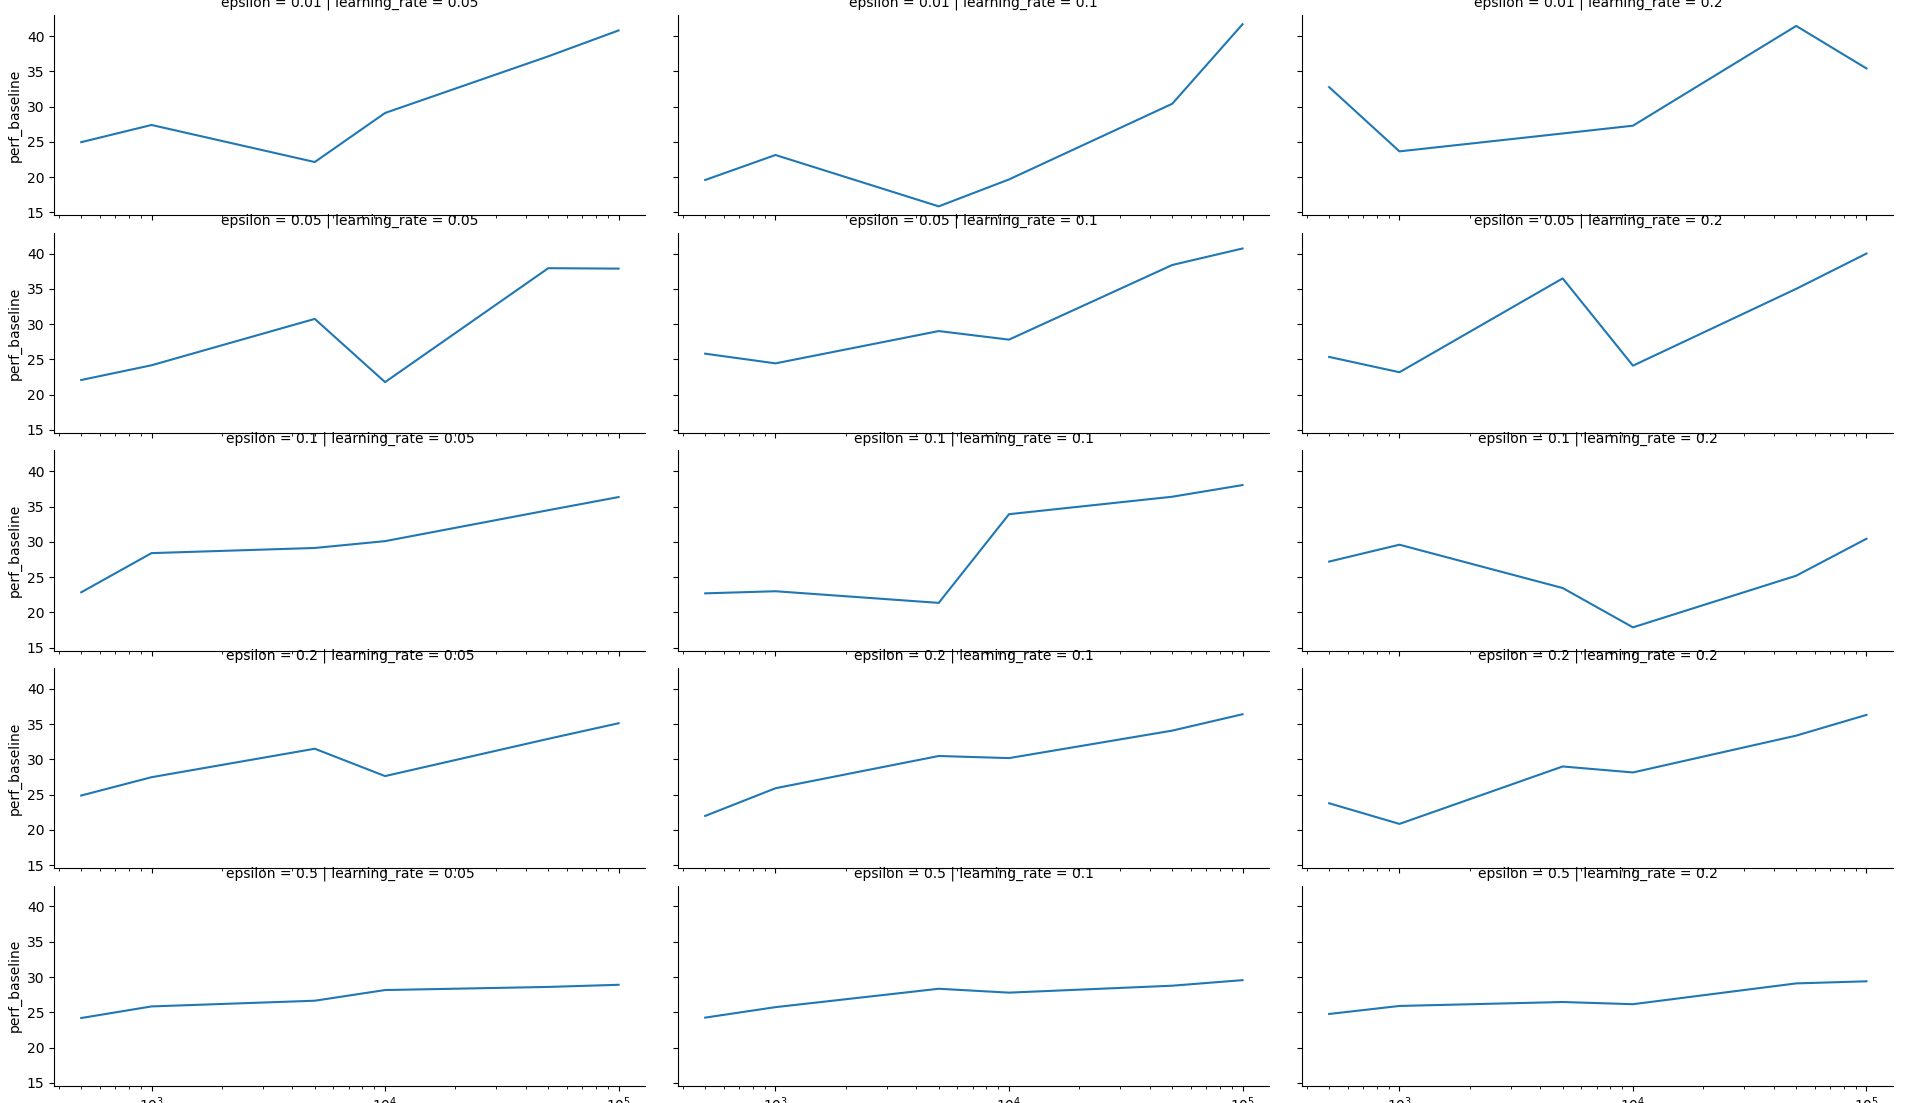 epsilon = 0.01 | learning_rate = 0.05
epsilon = 0.01 | learning_rate = 0.1
epsilon = 0.01 | learning_rate = 0.2
40
35
30
25
20
15
perf_baseline
epsilon = 0.05 | learning_rate = 0.05
epsilon = 0.05 | learning_rate = 0.1
epsilon = 0.05 | learning_rate = 0.2
40
35
30
25
20
15
perf_baseline
epsilon = 0.1 | learning_rate = 0.05
epsilon = 0.1 | learning_rate = 0.1
epsilon = 0.1 | learning_rate = 0.2
40
35
30
25
20
15
perf_baseline
epsilon = 0.2 | learning_rate = 0.05
epsilon = 0.2 | learning_rate = 0.1
epsilon = 0.2 | learning_rate = 0.2
40
35
30
25
20
15
perf_baseline
epsilon = 0.5 | learning_rate = 0.05
epsilon = 0.5 | learning_rate = 0.1
epsilon = 0.5 | learning_rate = 0.2
40
35
30
25
20
15
perf_baseline
10³ 10⁴ 10⁵
10³ 10⁴ 10⁵
10³ 10⁴ 10⁵